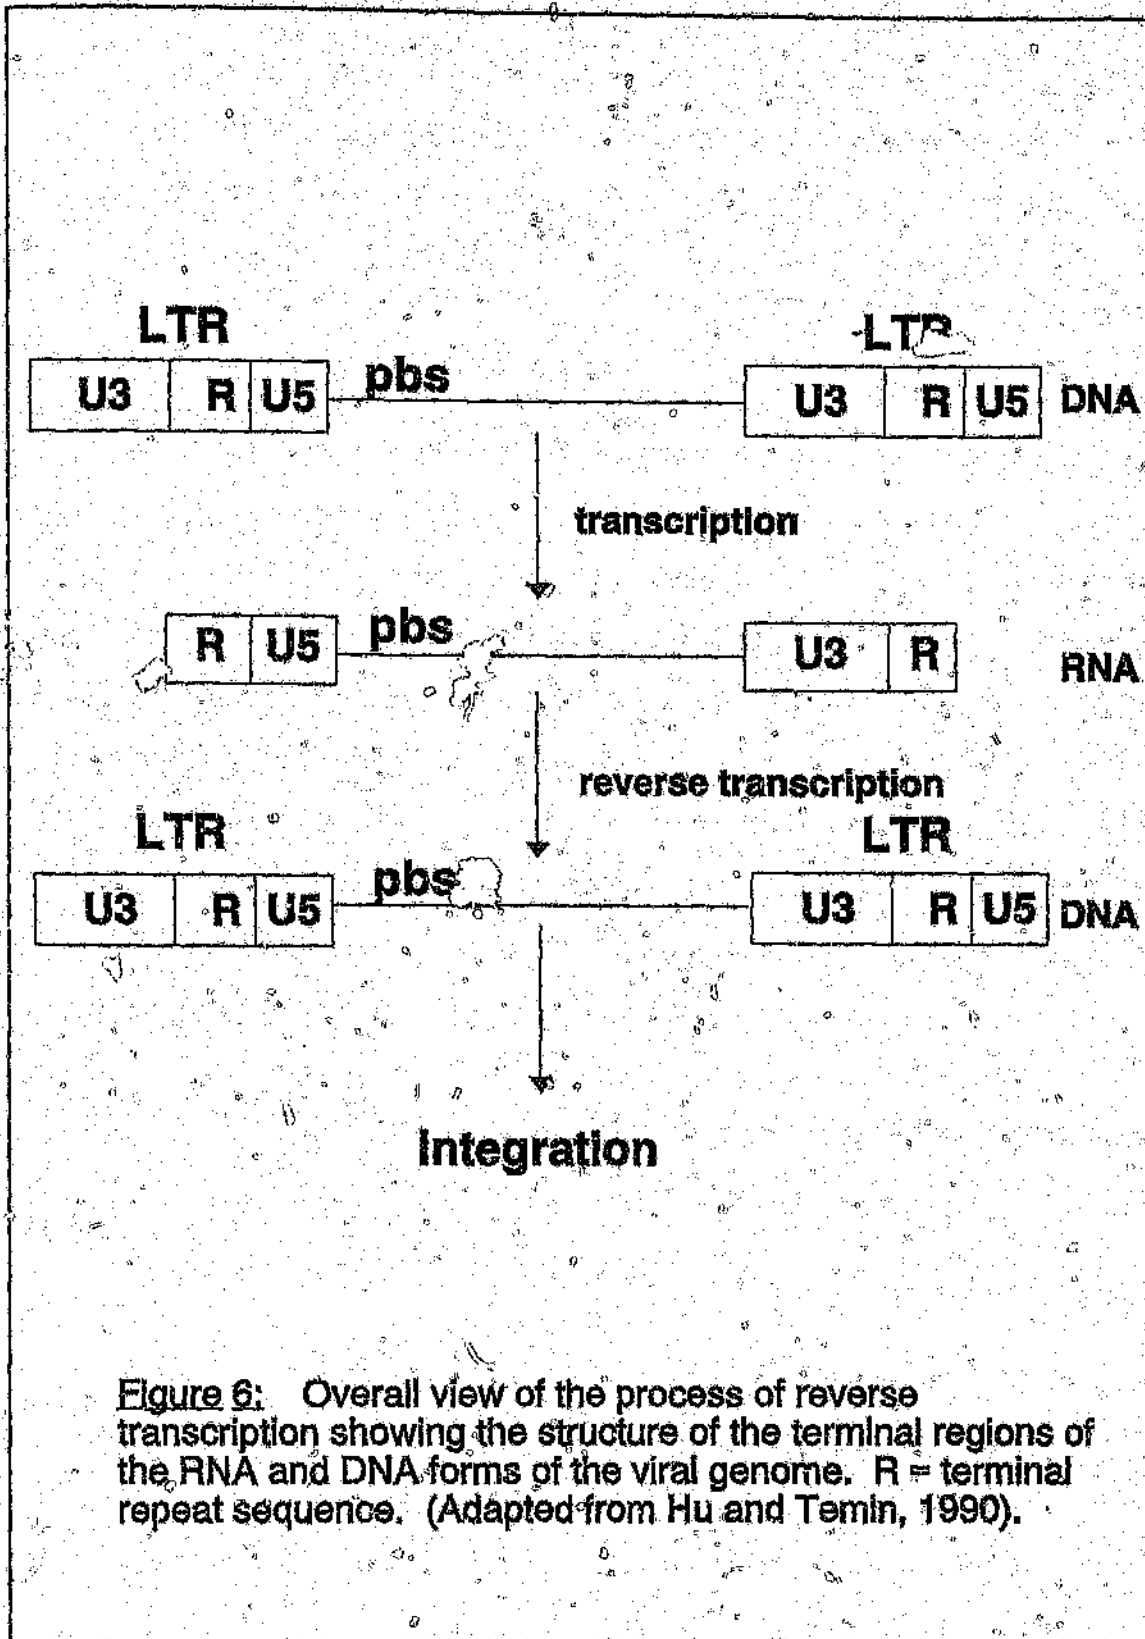 LTR LTR
U3 R U5 pbs U3 R U5 DNA
transcription
R U5 pbs U3 R RNA
reverse transcription
LTR LTR
U3 R U5 pbs U3 R U5 DNA
Integration
Figure 6: Overall view of the process of reverse
transcription showing the structure of the terminal regions of
the RNA and DNA forms of the viral genome. R = terminal
repeat sequence. (Adapted from Hu and Temin, 1990).